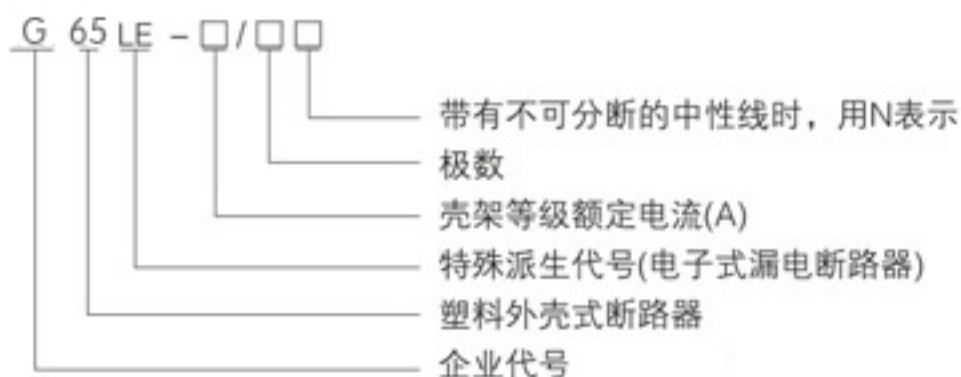 G 65 LE - □ / □ □
带有不可分断的中性线时，用N表示
极数
壳架等级额定电流(A)
特殊派生代号(电子式漏电断路器)
塑料外壳式断路器
企业代号